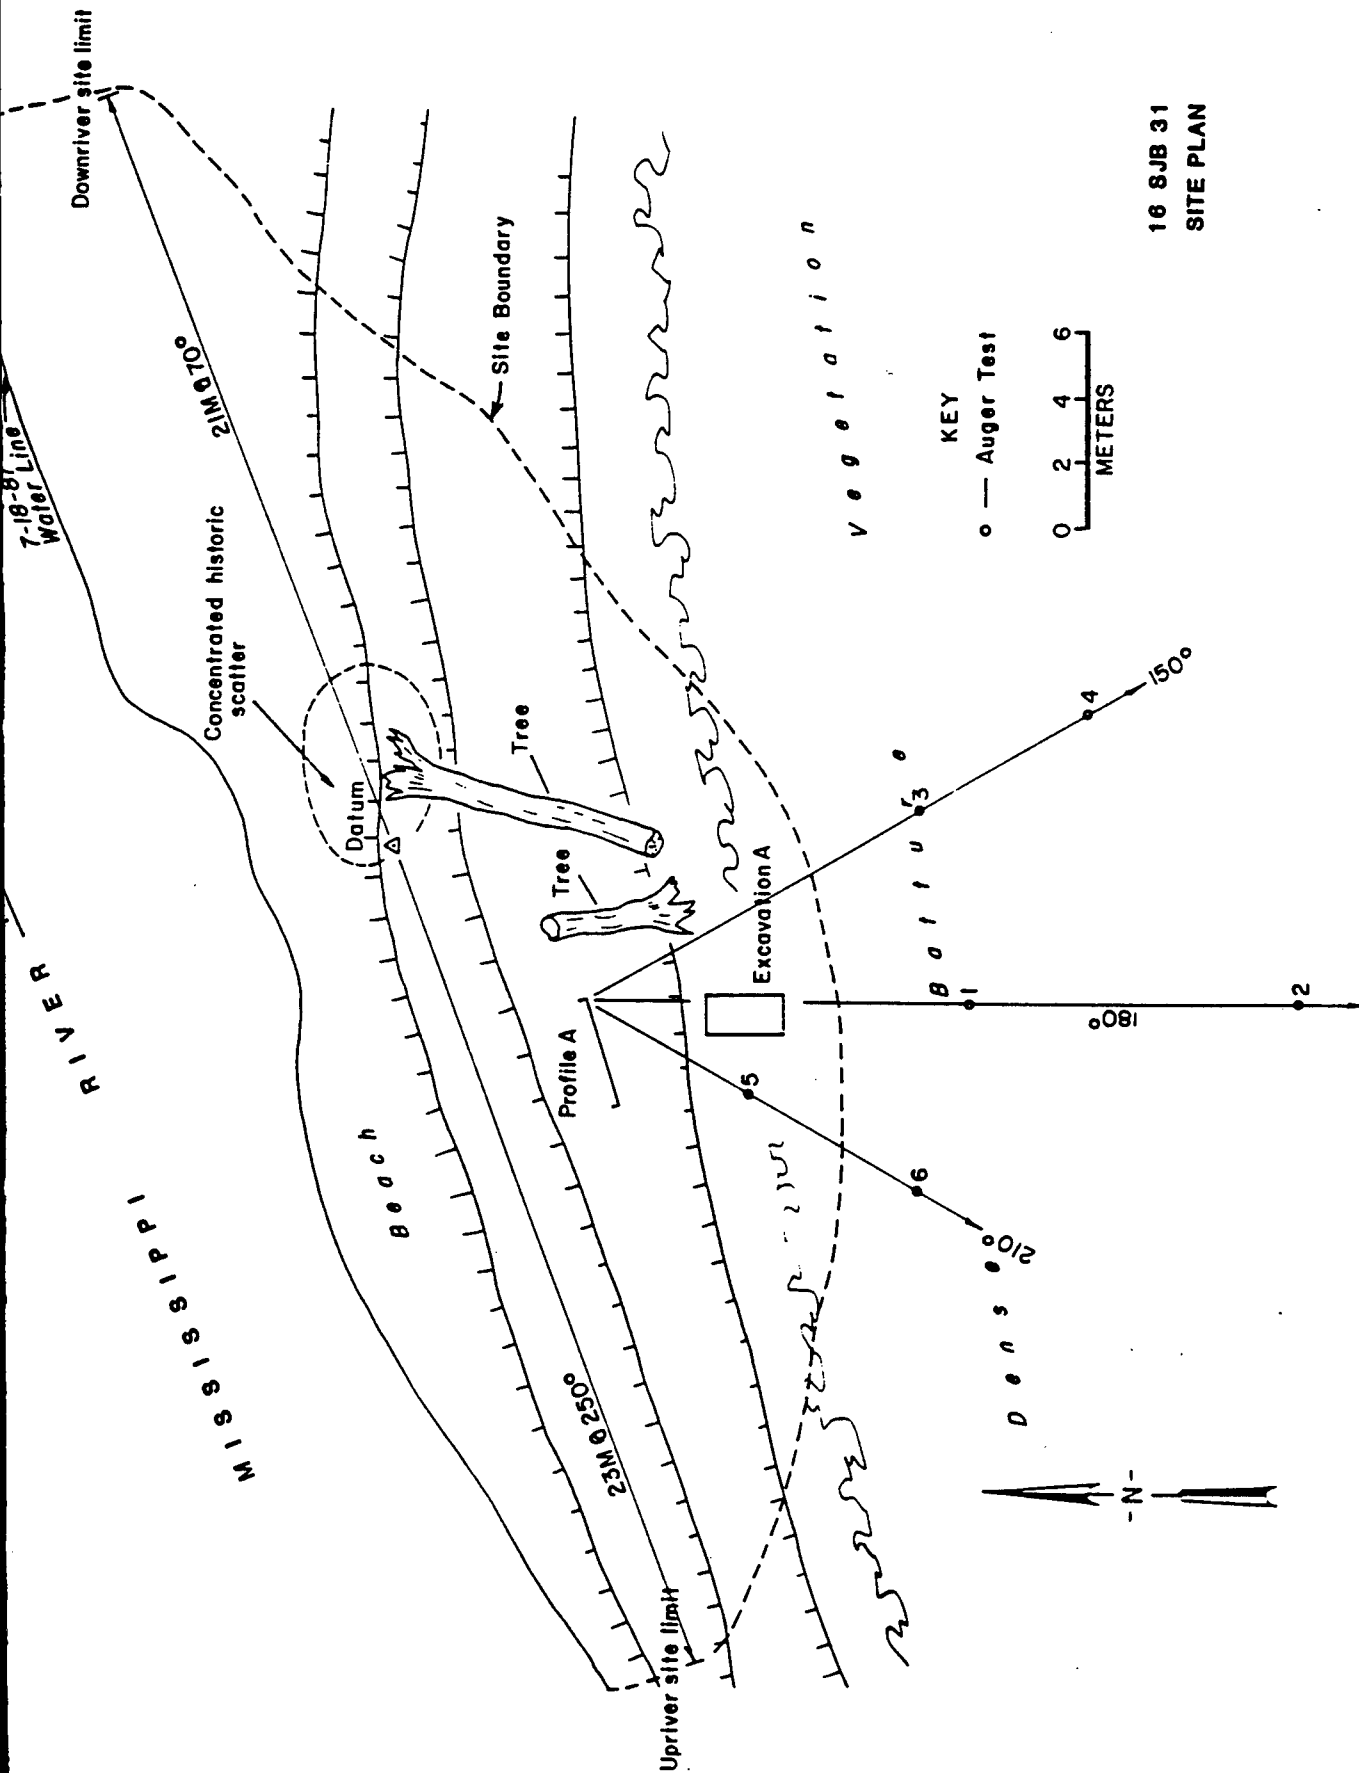 Downriver site limit
7-18-81
Water Line
21M @ 70°
Concentrated historic
scatter
Site Boundary
MISSISSIPPI RIVER
Datum
Tree
Tree
Beach
Profile A
Excavation A
23M @ 250°
Upriver site limit
Dense Batture Vegetation
1
2
3
4
5
6
150°
180°
210°
-N-
KEY
o — Auger Test
0 2 4 6
METERS
16 SJB 31
SITE PLAN